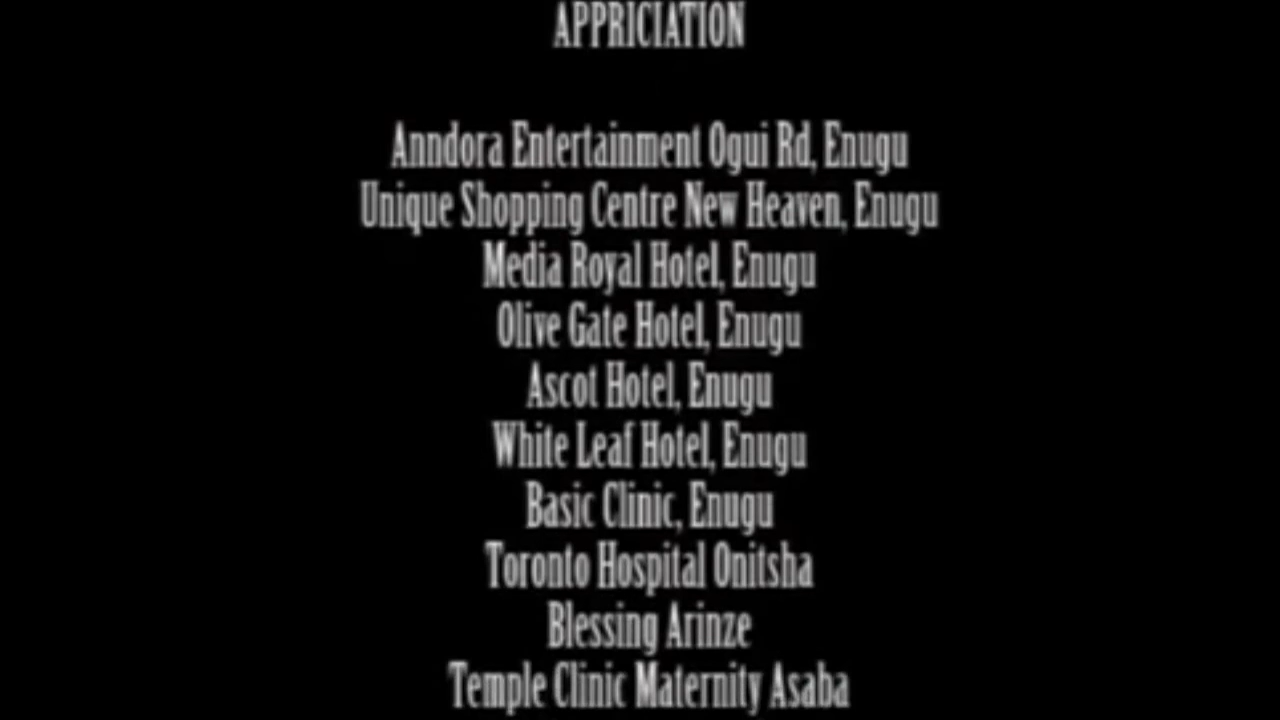 APPRICIATION
Anndora Entertainment Ogui Rd, Enugu
Unique Shopping Centre New Heaven, Enugu
Media Royal Hotel, Enugu
Olive Gate Hotel, Enugu
Ascot Hotel, Enugu
White Leaf Hotel, Enugu
Basic Clinic, Enugu
Toronto Hospital Onitsha
Blessing Arinze
Temple Clinic Maternity Asaba